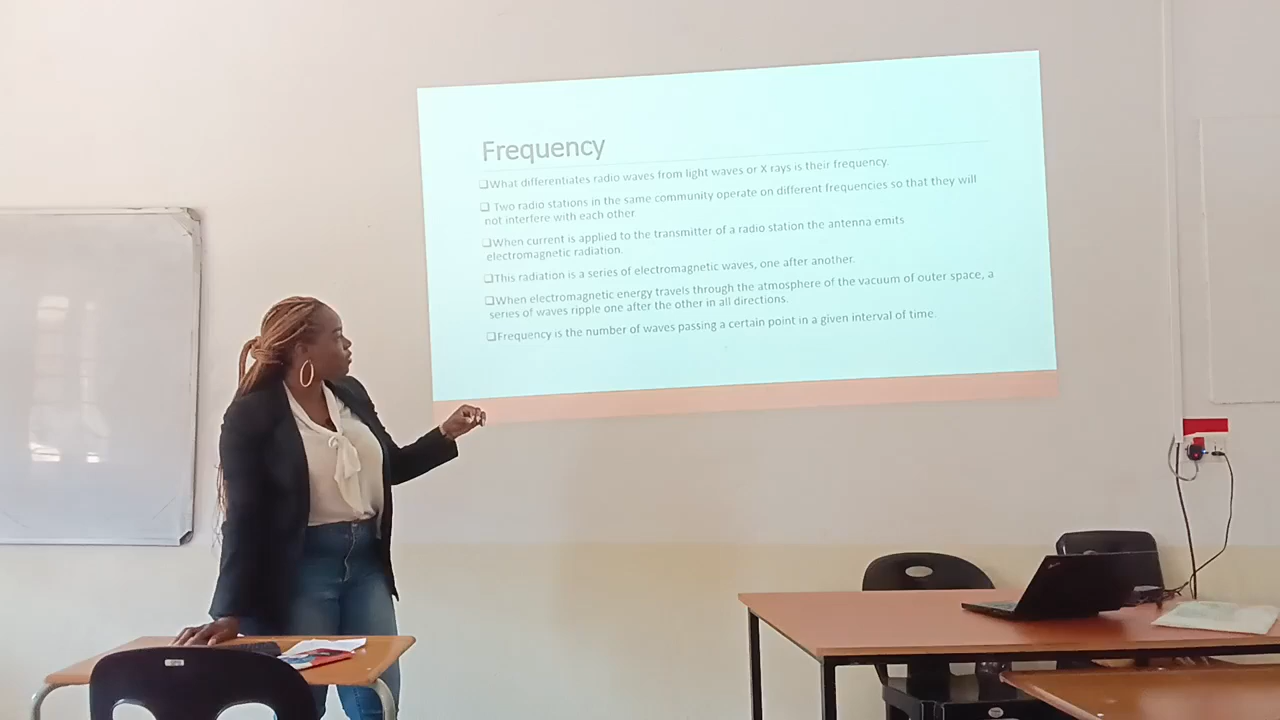 Frequency
❑What differentiates radio waves from light waves or X rays is their frequency.
❑ Two radio stations in the same community operate on different frequencies so that they will
not interfere with each other
❑When current is applied to the transmitter of a radio station the antenna emits
electromagnetic radiation.
❑This radiation is a series of electromagnetic waves, one after another.
❑When electromagnetic energy travels through the atmosphere of the vacuum of outer space, a
series of waves ripple one after the other in all directions.
❑Frequency is the number of waves passing a certain point in a given interval of time.